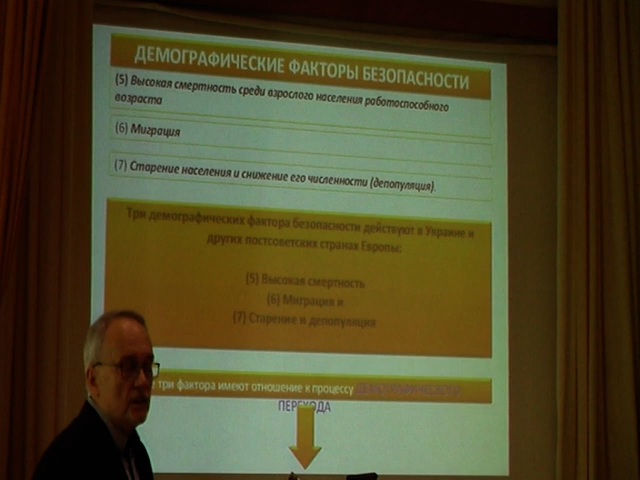 ДЕМОГРАФИЧЕСКИЕ ФАКТОРЫ БЕЗОПАСНОСТИ
(5) Высокая смертность среди взрослого населения работоспособного
возраста
(6) Миграция
(7) Старение населения и снижение его численности (депопуляция).
Три демографических фактора безопасности действуют в Украине и
других постсоветских странах Европы:
(5) Высокая смертность
(6) Миграция и
(7) Старение и депопуляция
три фактора имеют отношение к процессу ДЕМОГРАФИЧЕСКОГО
ПЕРЕХОДА